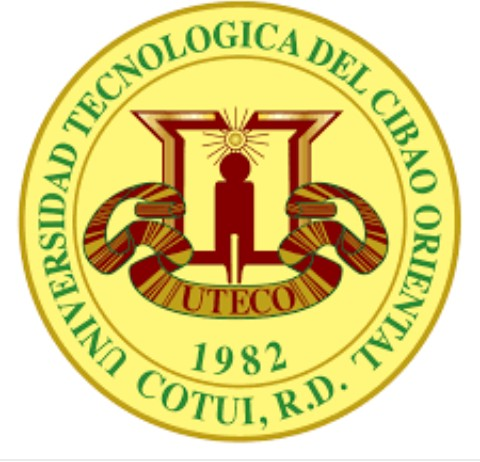 UNIVERSIDAD TECNOLOGICA DEL CIBAO ORIENTAL
UTECO
1982
COTUI, R.D.